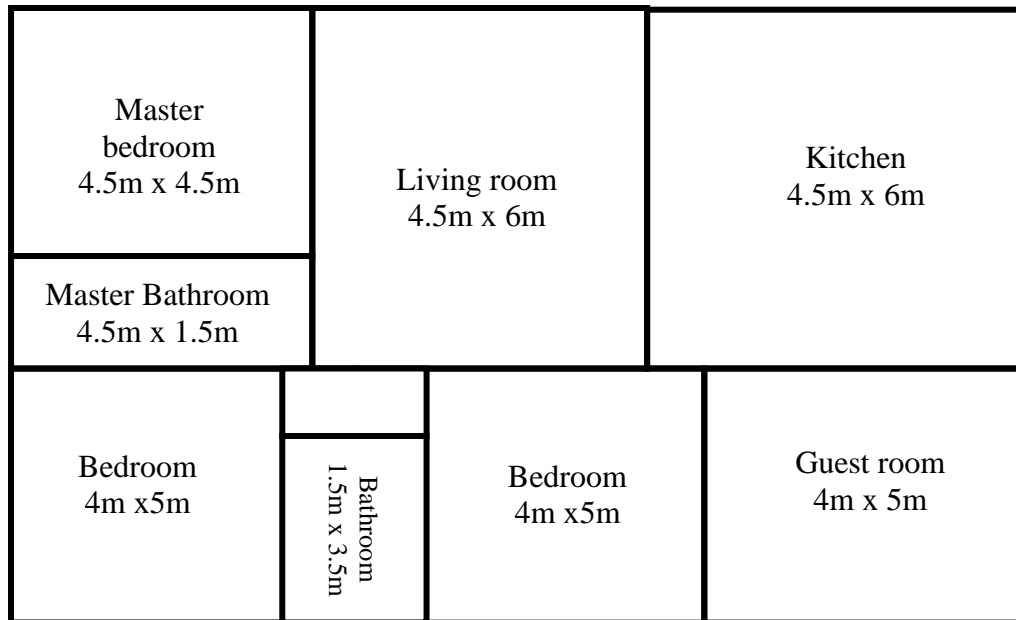 Master
bedroom
4.5m x 4.5m
Living room
4.5m x 6m
Kitchen
4.5m x 6m
Master Bathroom
4.5m x 1.5m
Bedroom
4m x5m
Bathroom
1.5m x 3.5m
Bedroom
4m x5m
Guest room
4m x 5m